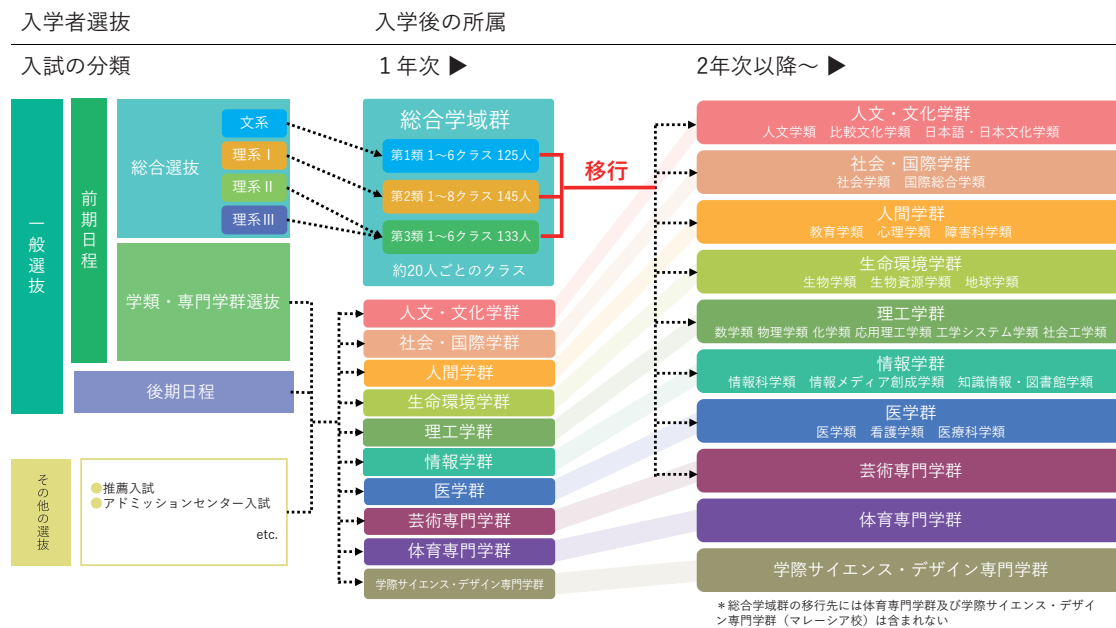 入学者選抜
入学後の所属
入試の分類
1年次 ▶
2年次以降～ ▶
一般選抜
前期日程
総合選抜
文系
理系Ⅰ
理系Ⅱ
理系Ⅲ
学類・専門学群選抜
後期日程
その他の選抜
●推薦入試
●アドミッションセンター入試
etc.
総合学域群
第1類 1～6クラス 125人
第2類 1～8クラス 145人
第3類 1～6クラス 133人
約20人ごとのクラス
移行
人文・文化学群
社会・国際学群
人間学群
生命環境学群
理工学群
情報学群
医学群
芸術専門学群
体育専門学群
学際サイエンス・デザイン専門学群
人文・文化学群
人文学類 比較文化学類 日本語・日本文化学類
社会・国際学群
社会学類 国際総合学類
人間学群
教育学類 心理学類 障害科学類
生命環境学群
生物学類 生物資源学類 地球学類
理工学群
数学類 物理学類 化学類 応用理工学類 工学システム学類 社会工学類
情報学群
情報科学類 情報メディア創成学類 知識情報・図書館学類
医学群
医学類 看護学類 医療科学類
芸術専門学群
体育専門学群
学際サイエンス・デザイン専門学群
＊総合学域群の移行先には体育専門学群及び学際サイエンス・デザイ
ン専門学群（マレーシア校）は含まれない